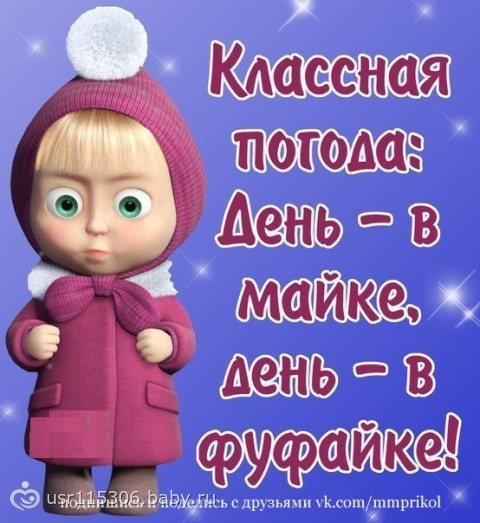 Классная
погода:
День – в
майке,
день – в
фуфайке!
usr115306.baby.ru
подпишись и поделись с друзьями vk.com/mmprikol